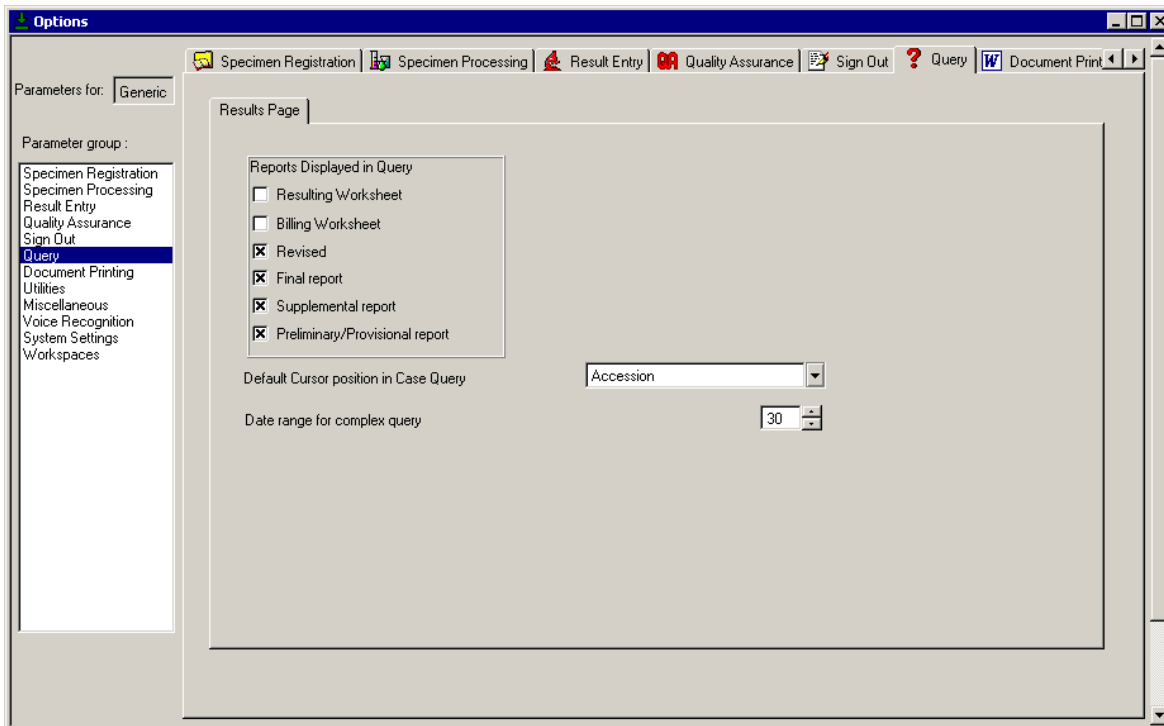 Options
Specimen Registration
Specimen Processing
Result Entry
QA
Quality Assurance
Sign Out
?
Query
W
Document Print
Parameters for:
Generic
Results Page
Parameter group :
Specimen Registration
Specimen Processing
Result Entry
Quality Assurance
Sign Out
Query
Document Printing
Utilities
Miscellaneous
Voice Recognition
System Settings
Workspaces
Reports Displayed in Query
Resulting Worksheet
Billing Worksheet
Revised
Final report
Supplemental report
Preliminary/Provisional report
Default Cursor position in Case Query
Accession
Date range for complex query
30